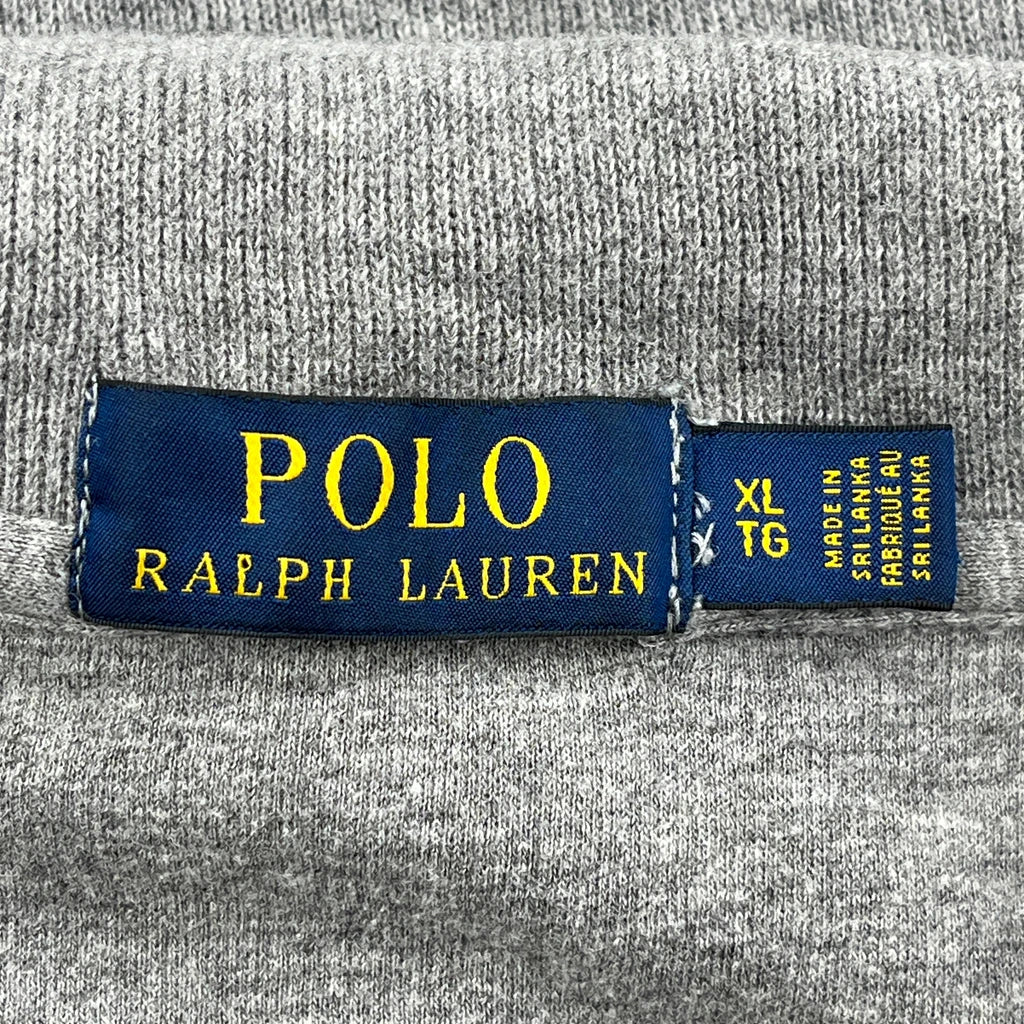 POLO
RALPH LAUREN
XL
TG
MADE IN
SRI LANKA
FABRIQUÉ AU
SRI LANKA